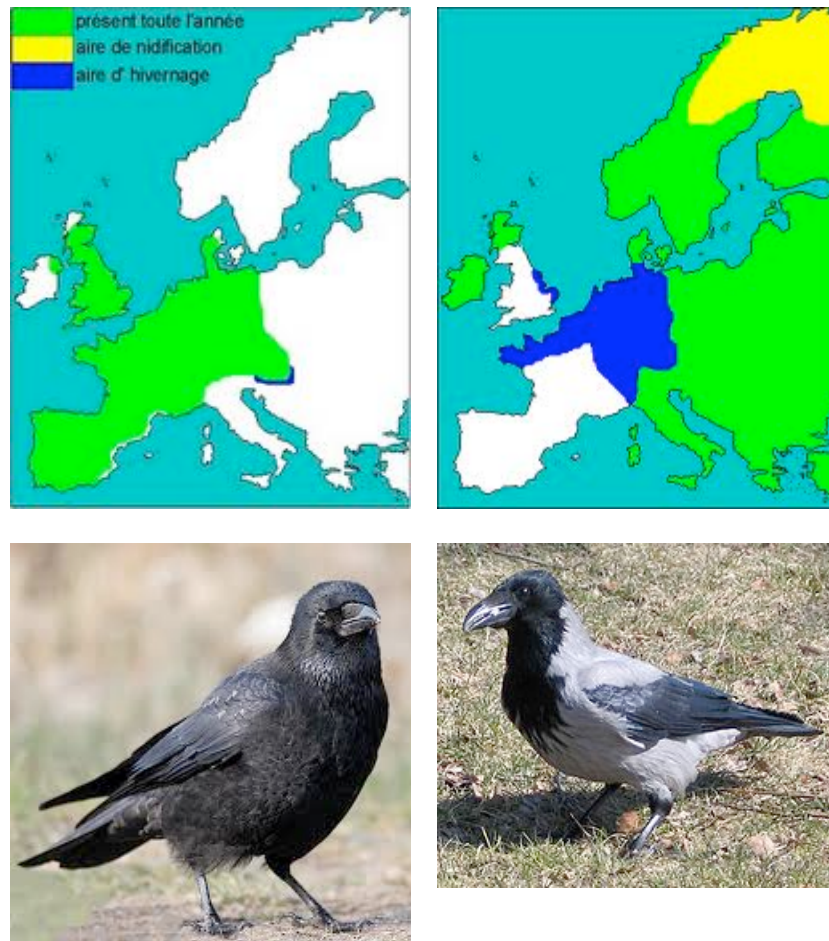 présent toute l'année
aire de nidification
aire d' hivernage